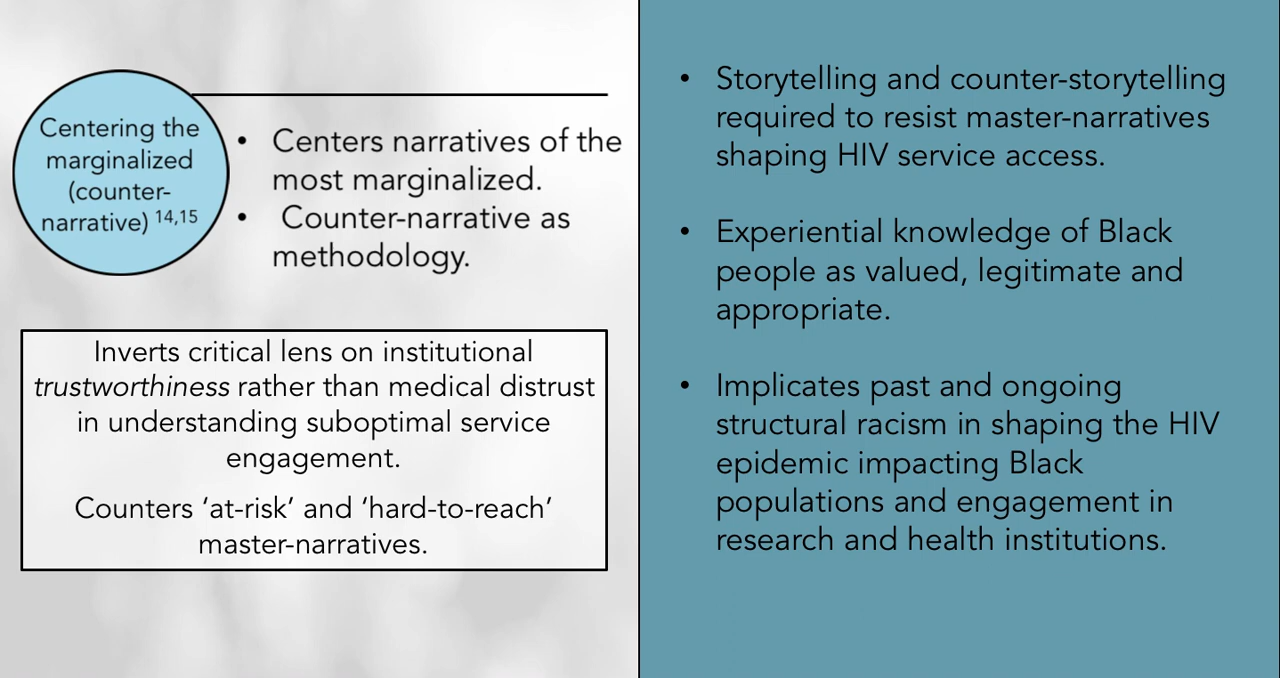 Centering the
marginalized
(counter-
narrative) 14,15
• Centers narratives of the
most marginalized.
• Counter-narrative as
methodology.
Inverts critical lens on institutional
trustworthiness rather than medical distrust
in understanding suboptimal service
engagement.
Counters ‘at-risk’ and ‘hard-to-reach’
master-narratives.
• Storytelling and counter-storytelling
required to resist master-narratives
shaping HIV service access.
• Experiential knowledge of Black
people as valued, legitimate and
appropriate.
• Implicates past and ongoing
structural racism in shaping the HIV
epidemic impacting Black
populations and engagement in
research and health institutions.